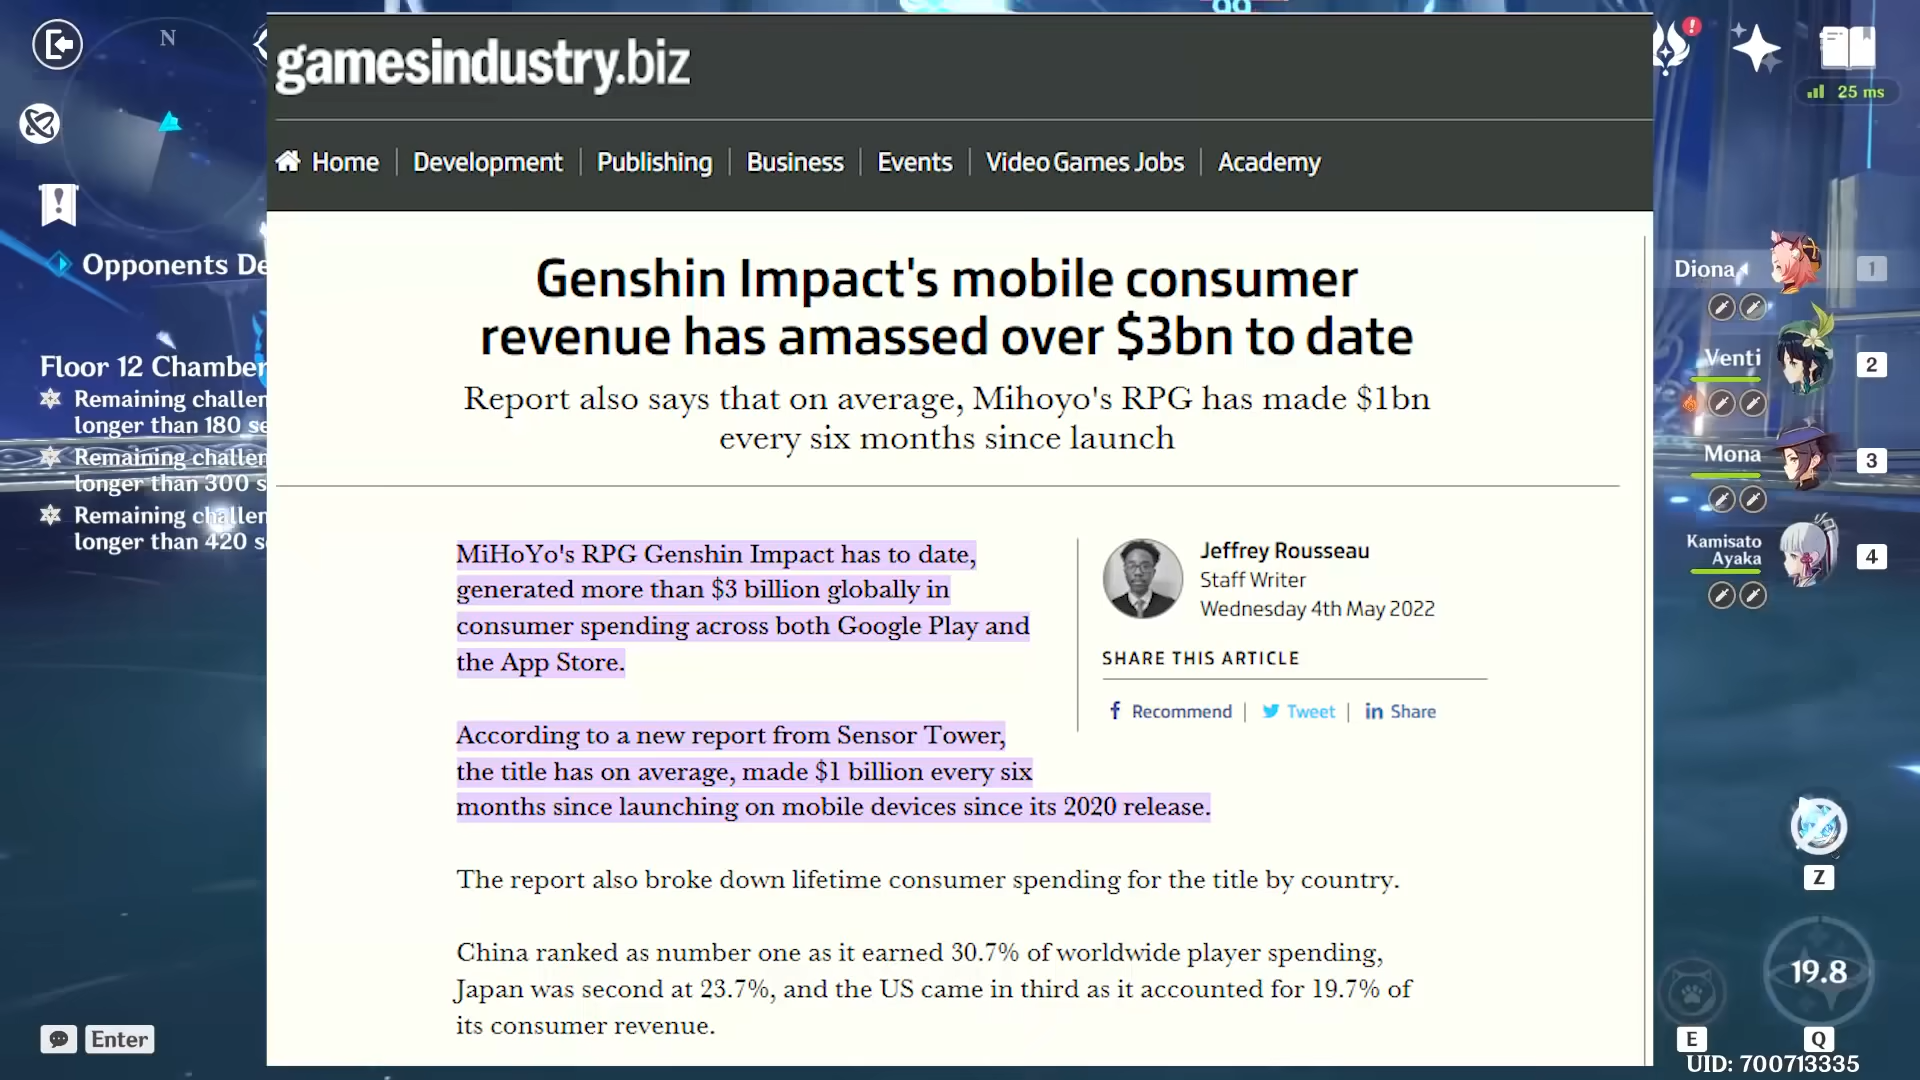 N
gamesindustry.biz
25 ms
Home
Development
Publishing
Business
Events
Video Games Jobs
Academy
Opponents De
Genshin Impact's mobile consumer
revenue has amassed over $3bn to date
Report also says that on average, Mihoyo's RPG has made $1bn
every six months since launch
Floor 12 Chamber
Remaining challen
longer than 180 se
Remaining challen
longer than 300 s
Remaining challen
longer than 420 s
Diona
1
Venti
2
Mona
3
Kamisato
Ayaka
4
MiHoYo's RPG Genshin Impact has to date,
generated more than $3 billion globally in
consumer spending across both Google Play and
the App Store.
Jeffrey Rousseau
Staff Writer
Wednesday 4th May 2022
SHARE THIS ARTICLE
Recommend
Tweet
Share
According to a new report from Sensor Tower,
the title has on average, made $1 billion every six
months since launching on mobile devices since its 2020 release.
The report also broke down lifetime consumer spending for the title by country.
China ranked as number one as it earned 30.7% of worldwide player spending,
Japan was second at 23.7%, and the US came in third as it accounted for 19.7% of
its consumer revenue.
Z
19.8
E
Q
Enter
UID: 700713335